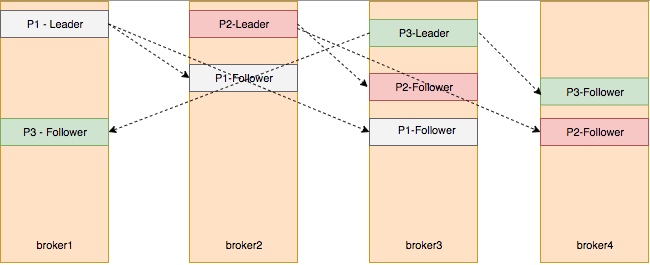 P1 - Leader
P2-Leader
P3-Leader
P1-Follower
P2-Follower
P3-Follower
P3 - Follower
P1-Follower
P2-Follower
broker1
broker2
broker3
broker4